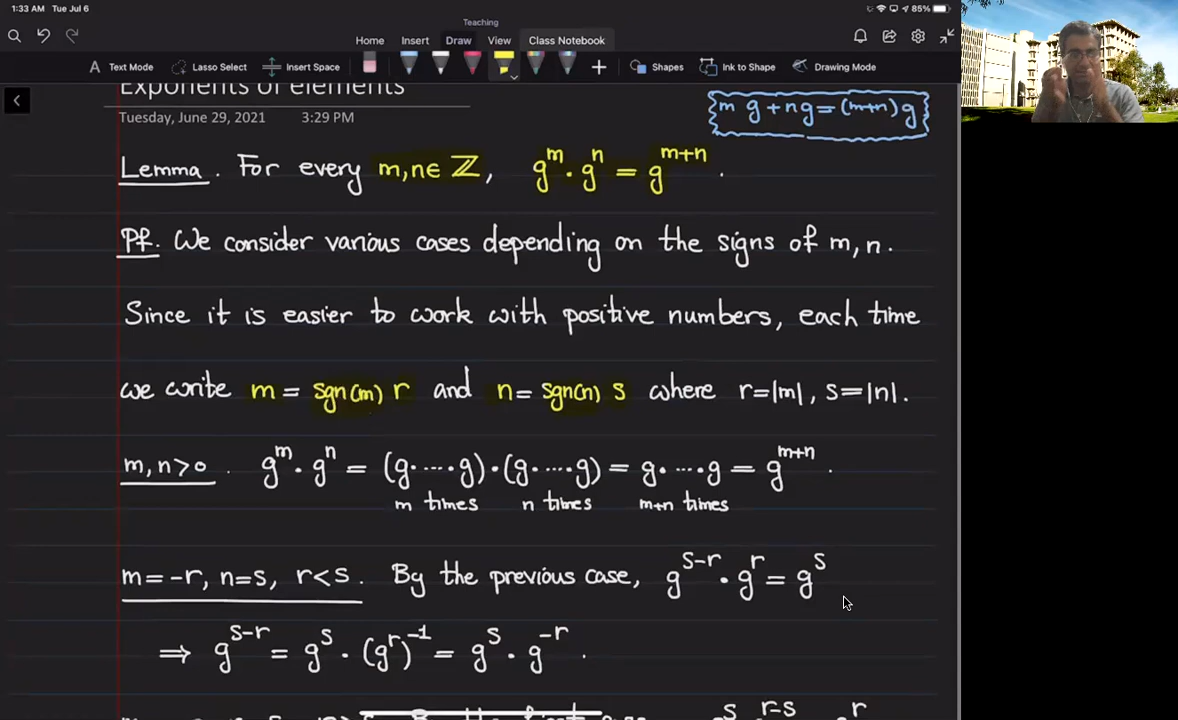 1:33 AM Tue Jul 6
85%
Teaching
Home Insert Draw View Class Notebook
Text Mode Lasso Select Insert Space Shapes Ink to Shape Drawing Mode
Exponents of elements
Tuesday, June 29, 2021 3:29 PM
m g + n g = (m+n) g
Lemma. For every m,n ∈ ℤ, g^m · g^n = g^{m+n}.
Pf. We consider various cases depending on the signs of m, n.
Since it is easier to work with positive numbers, each time
we write m = sgn(m) r and n = sgn(n) s where r=|m|, s=|n|.
m, n > 0. g^m · g^n = (g· ··· ·g)·(g· ··· ·g) = g· ··· ·g = g^{m+n}.
m times n times m+n times
m=-r, n=s, r<s. By the previous case, g^{s-r} · g^r = g^s
⇒ g^{s-r} = g^s · (g^r)^{-1} = g^s · g^{-r}.
s r-s r